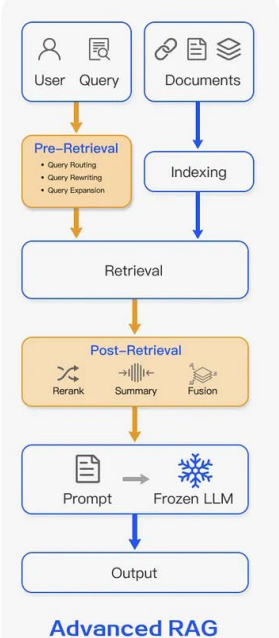 User Query
Documents
Pre-Retrieval
• Query Routing
• Query Rewriting
• Query Expansion
Indexing
Retrieval
Post-Retrieval
Rerank Summary Fusion
Prompt Frozen LLM
Output
Advanced RAG